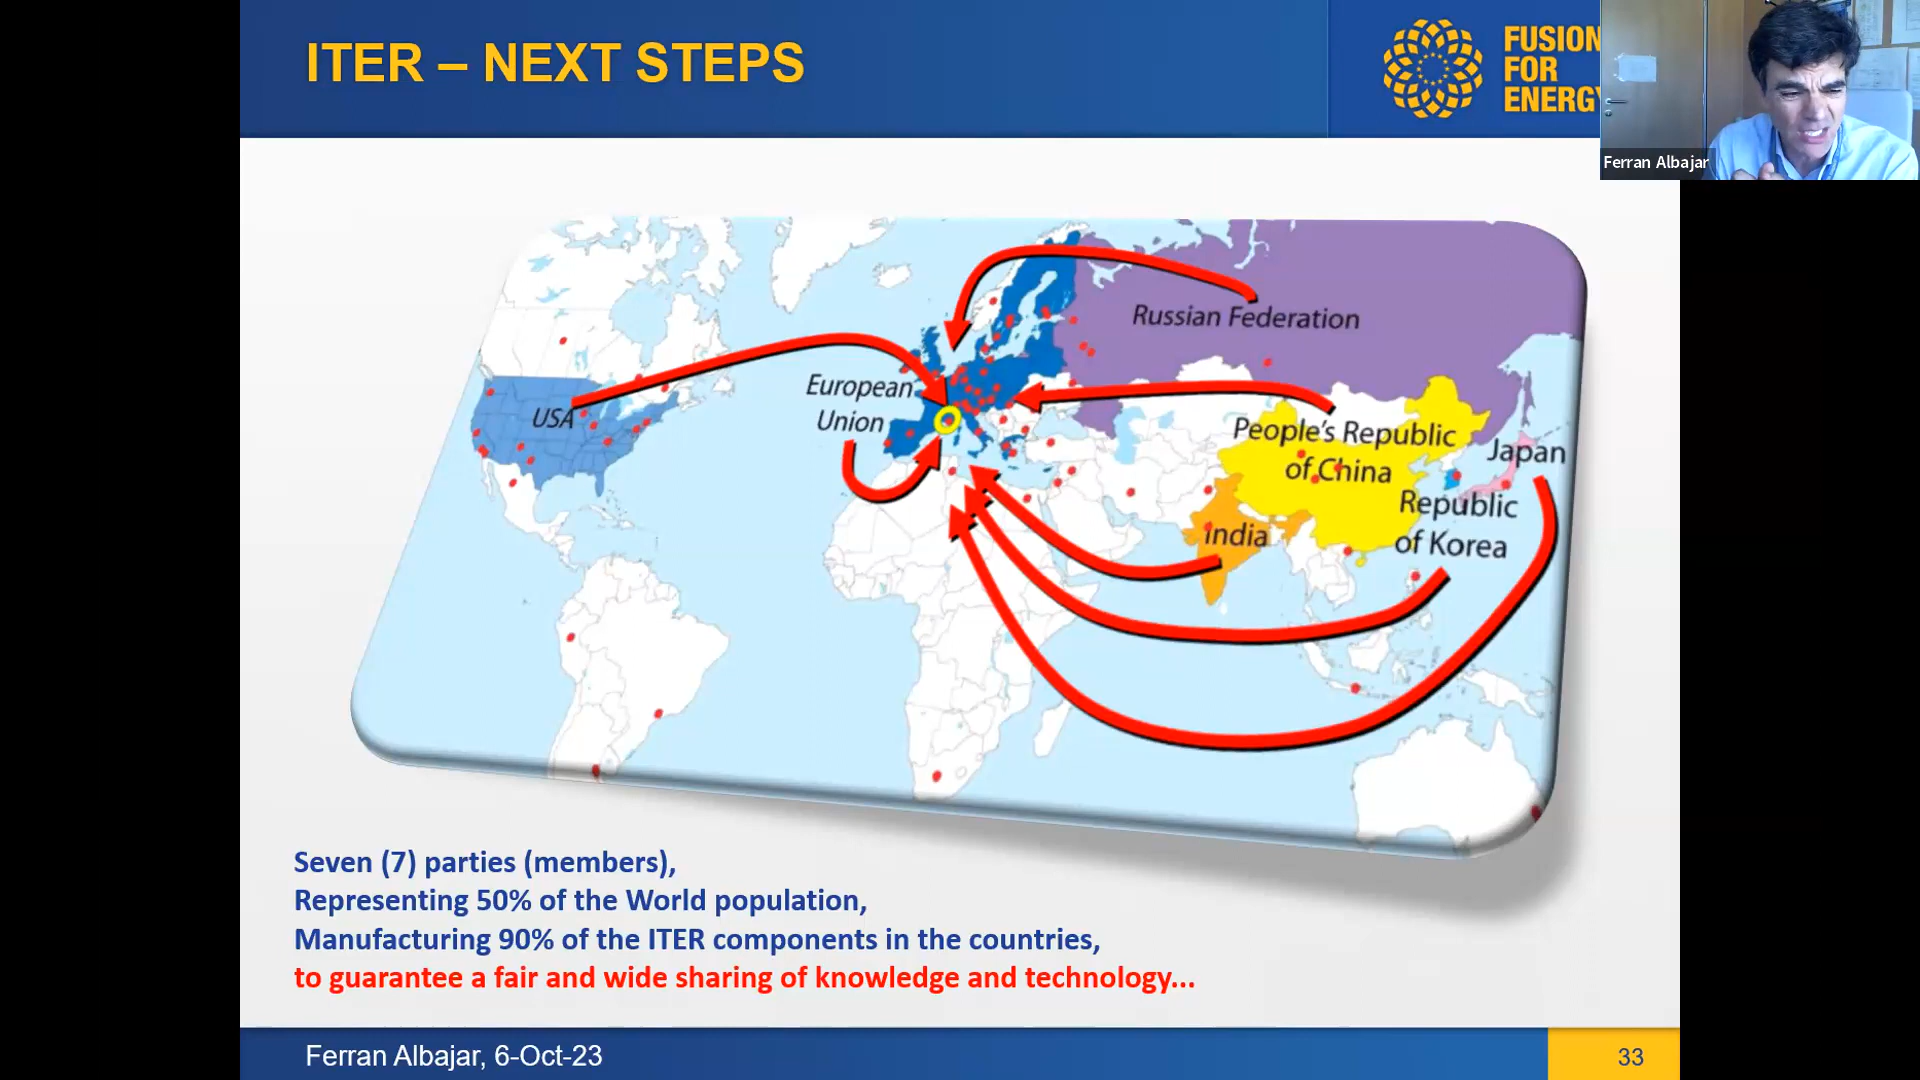 ITER – NEXT STEPS
FUSION
FOR
ENERGY
Ferran Albajar
Russian Federation
European
Union
USA
People's Republic
of China
Japan
Republic
of Korea
India
Seven (7) parties (members),
Representing 50% of the World population,
Manufacturing 90% of the ITER components in the countries,
to guarantee a fair and wide sharing of knowledge and technology...
Ferran Albajar, 6-Oct-23
33